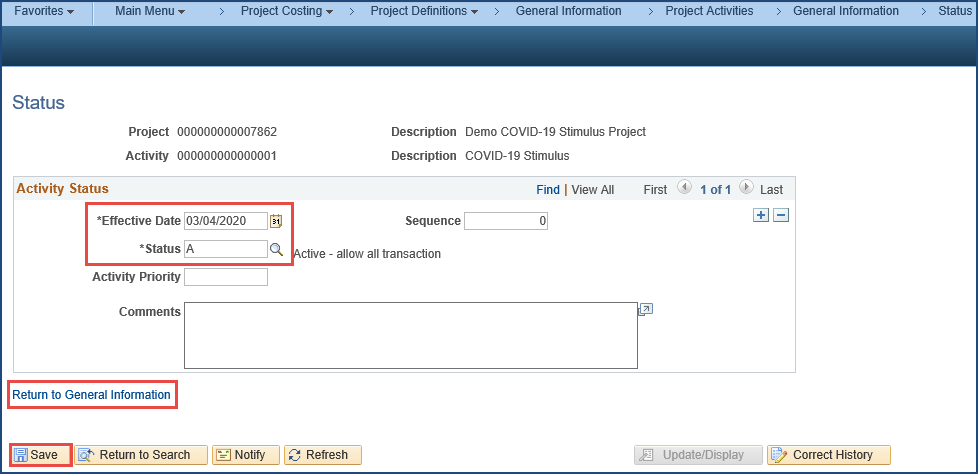 Favorites Main Menu > Project Costing > Project Definitions > General Information > Project Activities > General Information > Status
Status
Project 000000000007862 Description Demo COVID-19 Stimulus Project
Activity 000000000000001 Description COVID-19 Stimulus
Activity Status Find | View All First 1 of 1 Last
*Effective Date 03/04/2020 31 Sequence 0 + -
*Status A Active - allow all transaction
Activity Priority
Comments
Return to General Information
Save Return to Search Notify Refresh Update/Display Correct History